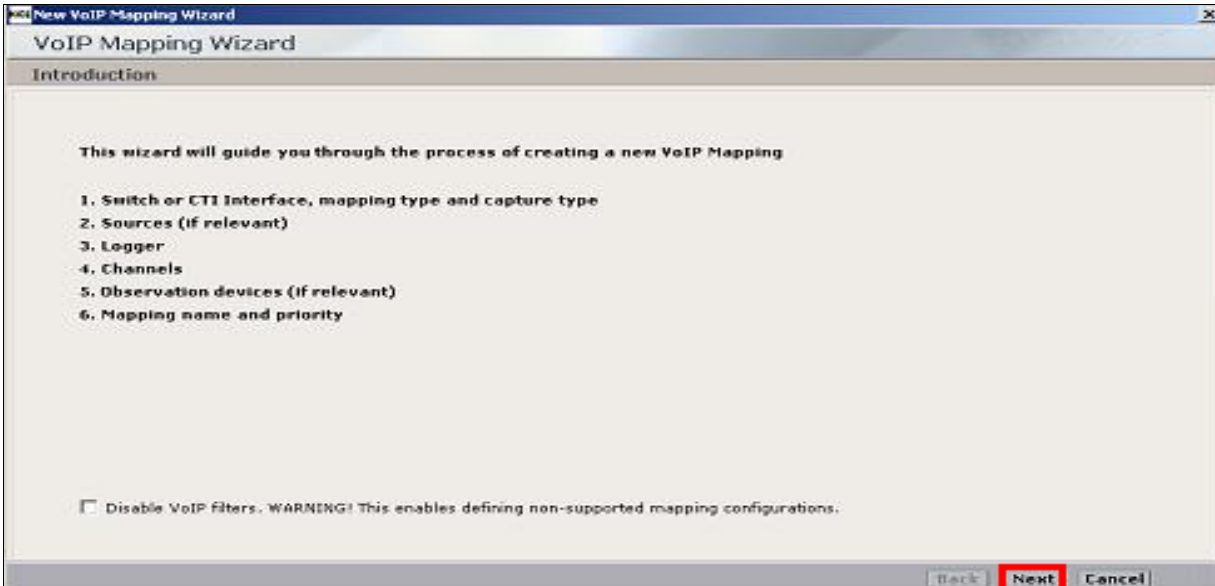 New VoIP Mapping Wizard
VoIP Mapping Wizard
Introduction
This wizard will guide you through the process of creating a new VoIP Mapping
1. Switch or CTI Interface, mapping type and capture type
2. Sources (if relevant)
3. Logger
4. Channels
5. Observation devices (if relevant)
6. Mapping name and priority
Disable VoIP filters. WARNING! This enables defining non-supported mapping configurations.
Back Next Cancel